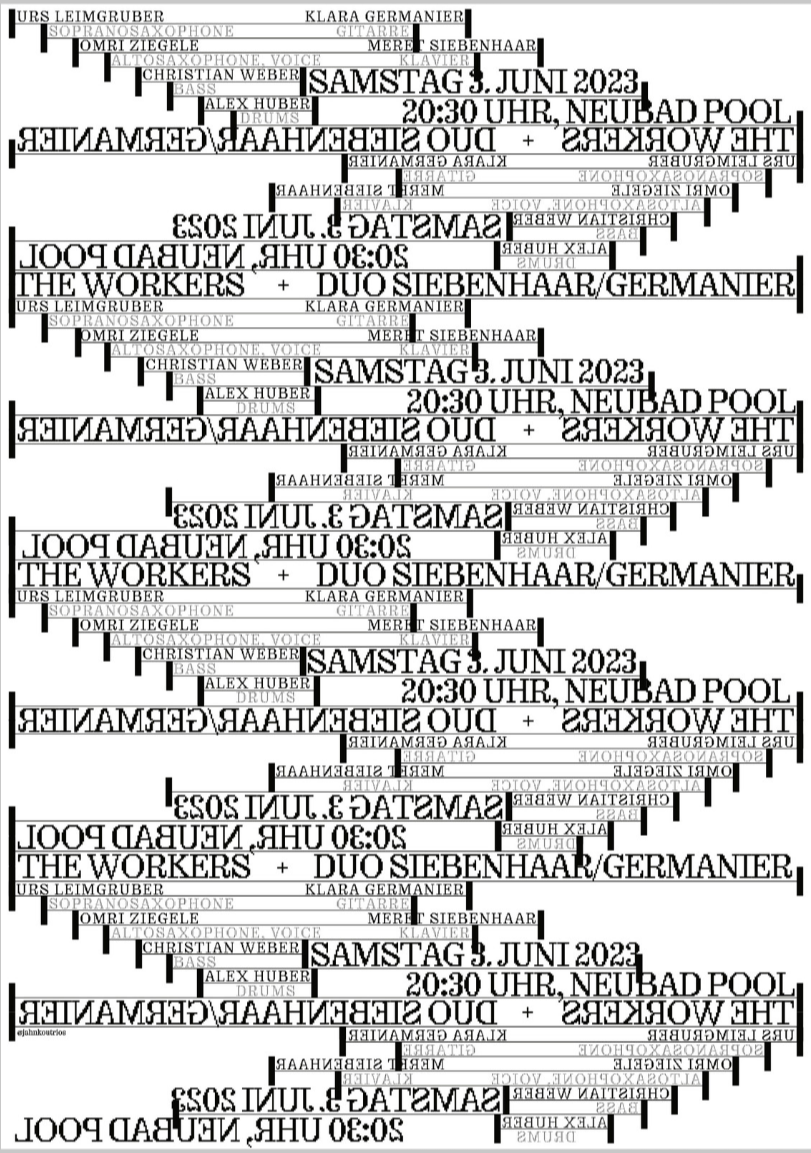 URS LEIMGRUBER KLARA GERMANIER
SOPRANOSAXOPHONE GITARRE
OMRI ZIEGELE MERET SIEBENHAAR
ALTOSAXOPHONE, VOICE KLAVIER
CHRISTIAN WEBER SAMSTAG 3. JUNI 2023
BASS
ALEX HUBER 20:30 UHR, NEUBAD POOL
DRUMS
THE WORKERS + DUO SIEBENHAAR/GERMANIER
URS LEIMGRUBER KLARA GERMANIER
SOPRANOSAXOPHONE GITARRE
OMRI ZIEGELE MERET SIEBENHAAR
ALTOSAXOPHONE, VOICE KLAVIER
CHRISTIAN WEBER SAMSTAG 3. JUNI 2023
BASS
ALEX HUBER 20:30 UHR, NEUBAD POOL
DRUMS
THE WORKERS + DUO SIEBENHAAR/GERMANIER
URS LEIMGRUBER KLARA GERMANIER
SOPRANOSAXOPHONE GITARRE
OMRI ZIEGELE MERET SIEBENHAAR
ALTOSAXOPHONE, VOICE KLAVIER
CHRISTIAN WEBER SAMSTAG 3. JUNI 2023
BASS
ALEX HUBER 20:30 UHR, NEUBAD POOL
DRUMS
THE WORKERS + DUO SIEBENHAAR/GERMANIER
URS LEIMGRUBER KLARA GERMANIER
SOPRANOSAXOPHONE GITARRE
OMRI ZIEGELE MERET SIEBENHAAR
ALTOSAXOPHONE, VOICE KLAVIER
CHRISTIAN WEBER SAMSTAG 3. JUNI 2023
BASS
ALEX HUBER 20:30 UHR, NEUBAD POOL
DRUMS
THE WORKERS + DUO SIEBENHAAR/GERMANIER
URS LEIMGRUBER KLARA GERMANIER
SOPRANOSAXOPHONE GITARRE
OMRI ZIEGELE MERET SIEBENHAAR
ALTOSAXOPHONE, VOICE KLAVIER
CHRISTIAN WEBER SAMSTAG 3. JUNI 2023
BASS
ALEX HUBER 20:30 UHR, NEUBAD POOL
DRUMS
THE WORKERS + DUO SIEBENHAAR/GERMANIER
URS LEIMGRUBER KLARA GERMANIER
SOPRANOSAXOPHONE GITARRE
OMRI ZIEGELE MERET SIEBENHAAR
ALTOSAXOPHONE, VOICE KLAVIER
CHRISTIAN WEBER SAMSTAG 3. JUNI 2023
BASS
ALEX HUBER 20:30 UHR, NEUBAD POOL
DRUMS
THE WORKERS + DUO SIEBENHAAR/GERMANIER
URS LEIMGRUBER KLARA GERMANIER
SOPRANOSAXOPHONE GITARRE
OMRI ZIEGELE MERET SIEBENHAAR
ALTOSAXOPHONE, VOICE KLAVIER
CHRISTIAN WEBER SAMSTAG 3. JUNI 2023
BASS
ALEX HUBER 20:30 UHR, NEUBAD POOL
DRUMS
THE WORKERS + DUO SIEBENHAAR/GERMANIER
@jahnkoutrios
URS LEIMGRUBER KLARA GERMANIER
SOPRANOSAXOPHONE GITARRE
OMRI ZIEGELE MERET SIEBENHAAR
ALTOSAXOPHONE, VOICE KLAVIER
CHRISTIAN WEBER SAMSTAG 3. JUNI 2023
BASS
ALEX HUBER 20:30 UHR, NEUBAD POOL
DRUMS